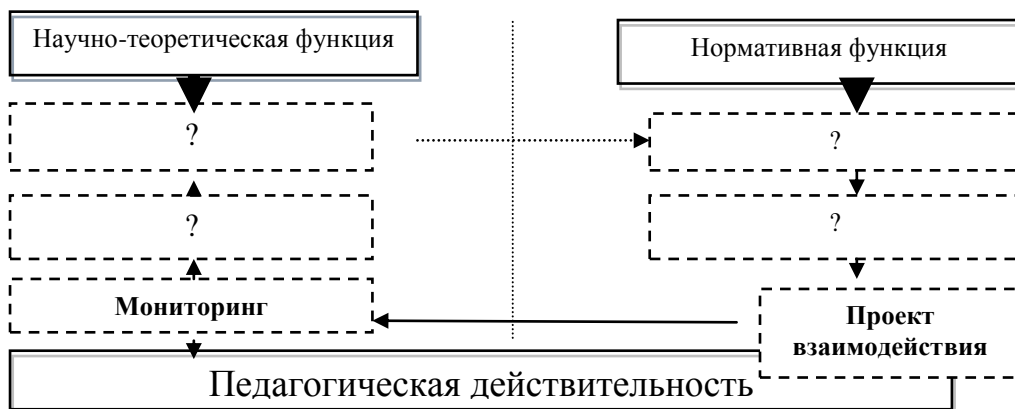 Научно-теоретическая функция
Нормативная функция
?
?
?
?
Мониторинг
Проект
взаимодействия
Педагогическая действительность